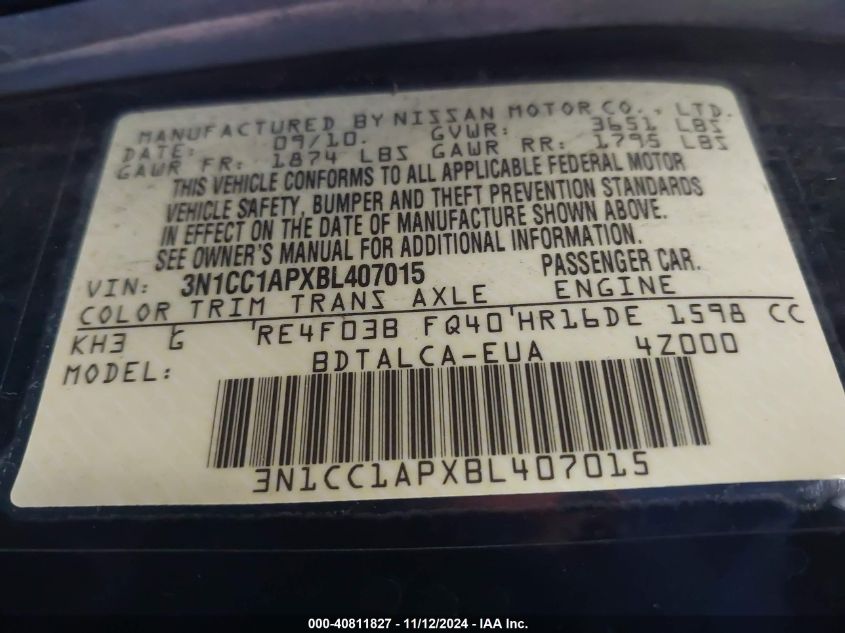 MANUFACTURED BY NISSAN MOTOR CO., LTD.
DATE: 09/10. GVWR: 3651 LBS
GAWR FR: 1874 LBS GAWR RR: 1795 LBS
THIS VEHICLE CONFORMS TO ALL APPLICABLE FEDERAL MOTOR
VEHICLE SAFETY, BUMPER AND THEFT PREVENTION STANDARDS
IN EFFECT ON THE DATE OF MANUFACTURE SHOWN ABOVE.
SEE OWNER'S MANUAL FOR ADDITIONAL INFORMATION.
VIN: 3N1CC1APXBL407015 PASSENGER CAR.
COLOR TRIM TRANS AXLE ENGINE
KH3 G RE4F03B FQ40 HR16DE 1598 CC
MODEL: BDTALCA-EUA 4Z000
3N1CC1APXBL407015
000-40811827 - 11/12/2024 - IAA Inc.